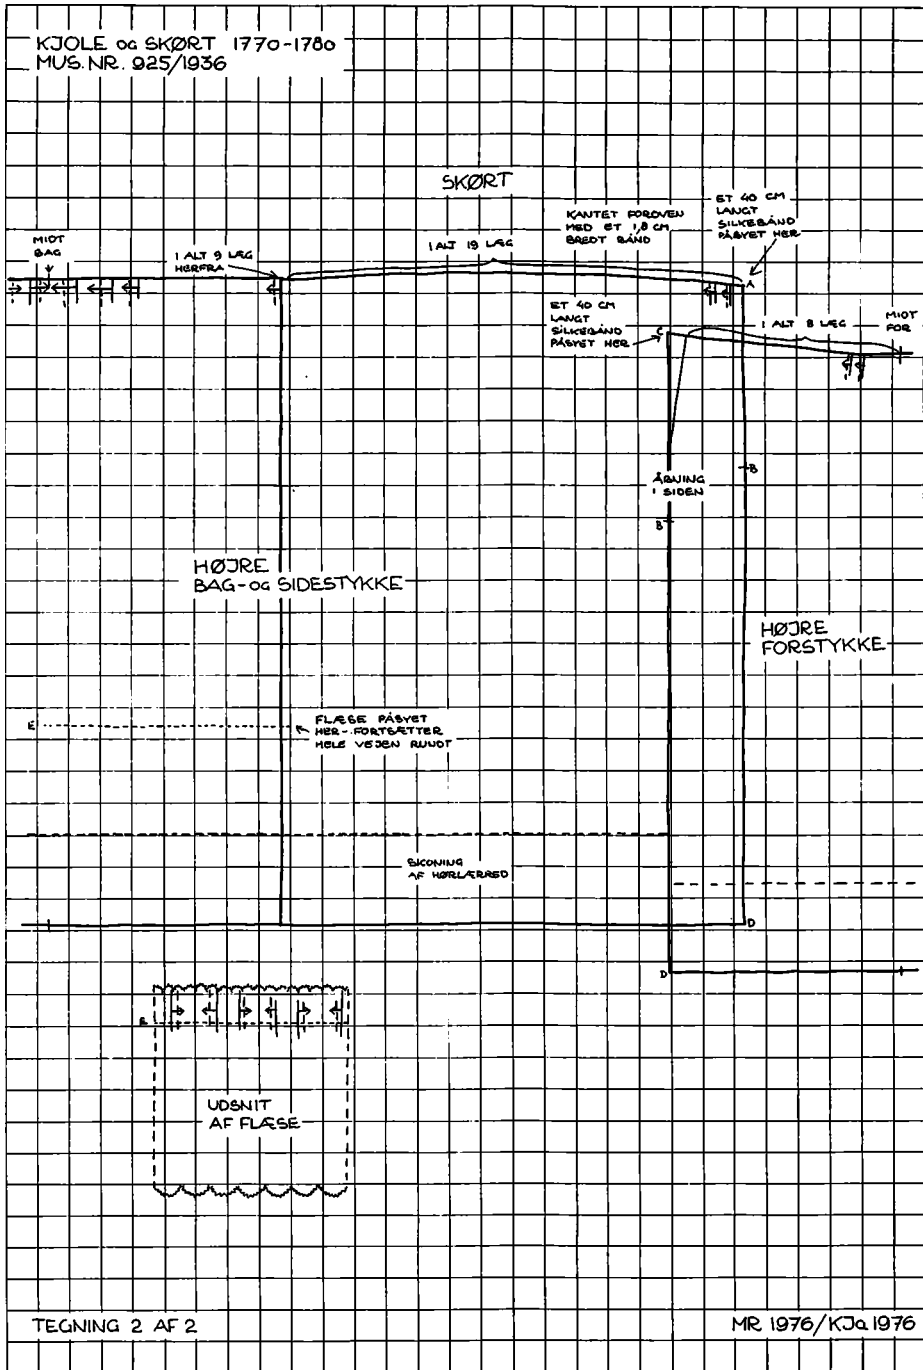 KJOLE OG SKØRT 1770-1780
MUS. NR. 925/1936
SKØRT
MIDT
BAG
I ALT 9 LÆG
HERFRA
I ALT 19 LÆG
KANTET FOROVEN
MED ET 1,8 CM
BREDT BÅND
ET 40 CM
LANGT
SILKEBÅND
PÅSYET HER
A
ET 40 CM
LANGT
SILKEBÅND
PÅSYET HER
C
I ALT 8 LÆG
MIDT
FOR
B
ÅBNING
I SIDEN
B
HØJRE
BAG- OG SIDESTYKKE
HØJRE
FORSTYKKE
E
FLÆSE PÅSYET
HER - FORTSÆTTER
HELE VEJEN RUNDT
SKONING
AF HØRLÆRRED
D
D
E
UDSNIT
AF FLÆSE
TEGNING 2 AF 2
MR 1976/KJa 1976